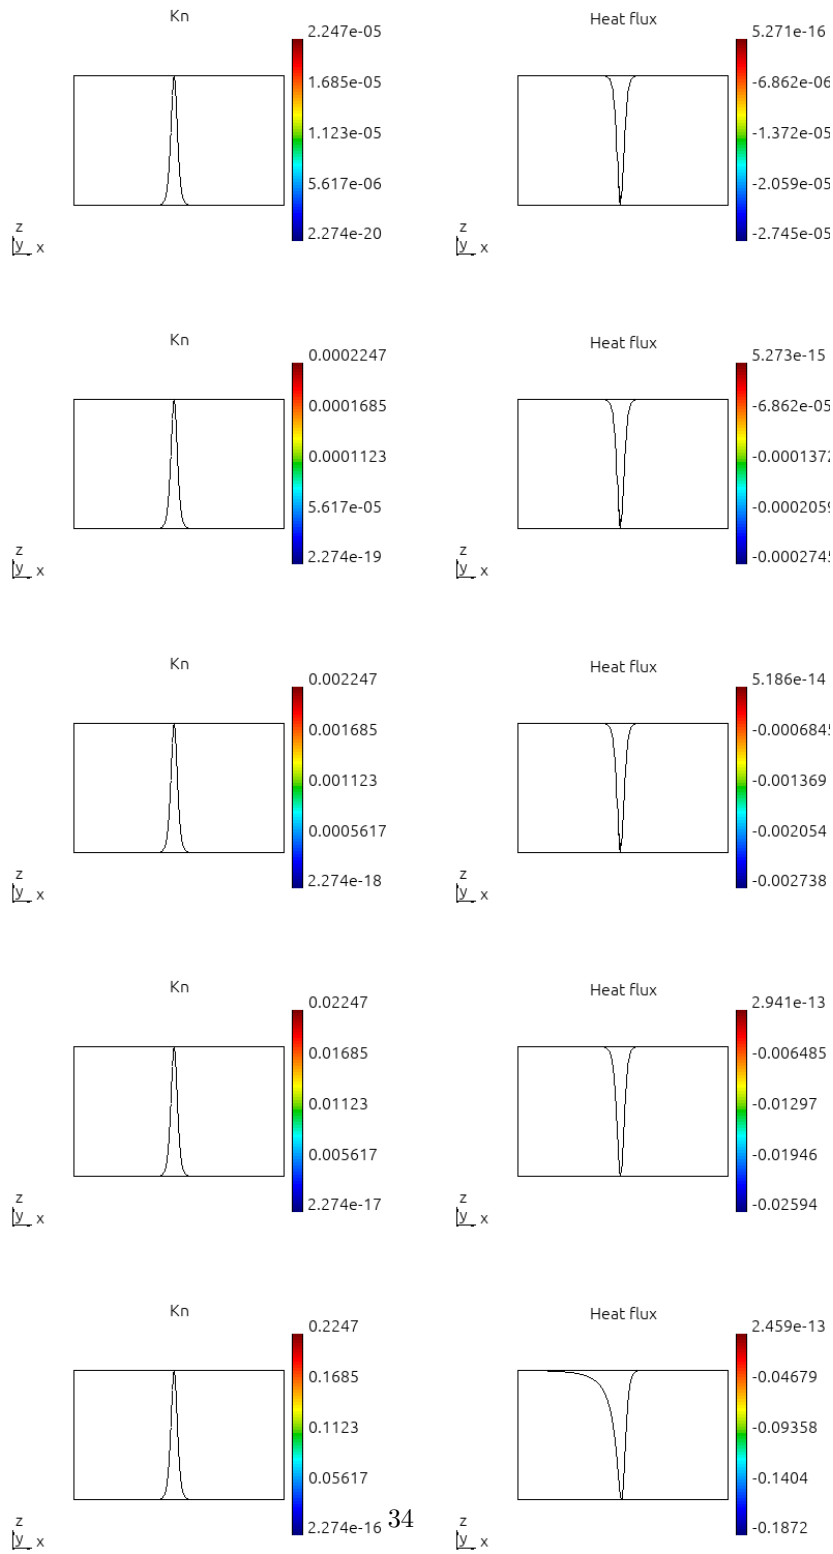 Kn
2.247e-05
1.685e-05
1.123e-05
5.617e-06
2.274e-20
z
y x
Heat flux
5.271e-16
-6.862e-06
-1.372e-05
-2.059e-05
-2.745e-05
z
y x
Kn
0.0002247
0.0001685
0.0001123
5.617e-05
2.274e-19
z
y x
Heat flux
5.273e-15
-6.862e-05
-0.0001372
-0.0002059
-0.0002745
z
y x
Kn
0.002247
0.001685
0.001123
0.0005617
2.274e-18
z
y x
Heat flux
5.186e-14
-0.0006845
-0.001369
-0.002054
-0.002738
z
y x
Kn
0.02247
0.01685
0.01123
0.005617
2.274e-17
z
y x
Heat flux
2.941e-13
-0.006485
-0.01297
-0.01946
-0.02594
z
y x
Kn
0.2247
0.1685
0.1123
0.05617
2.274e-16
z
y x
Heat flux
2.459e-13
-0.04679
-0.09358
-0.1404
-0.1872
z
y x
34